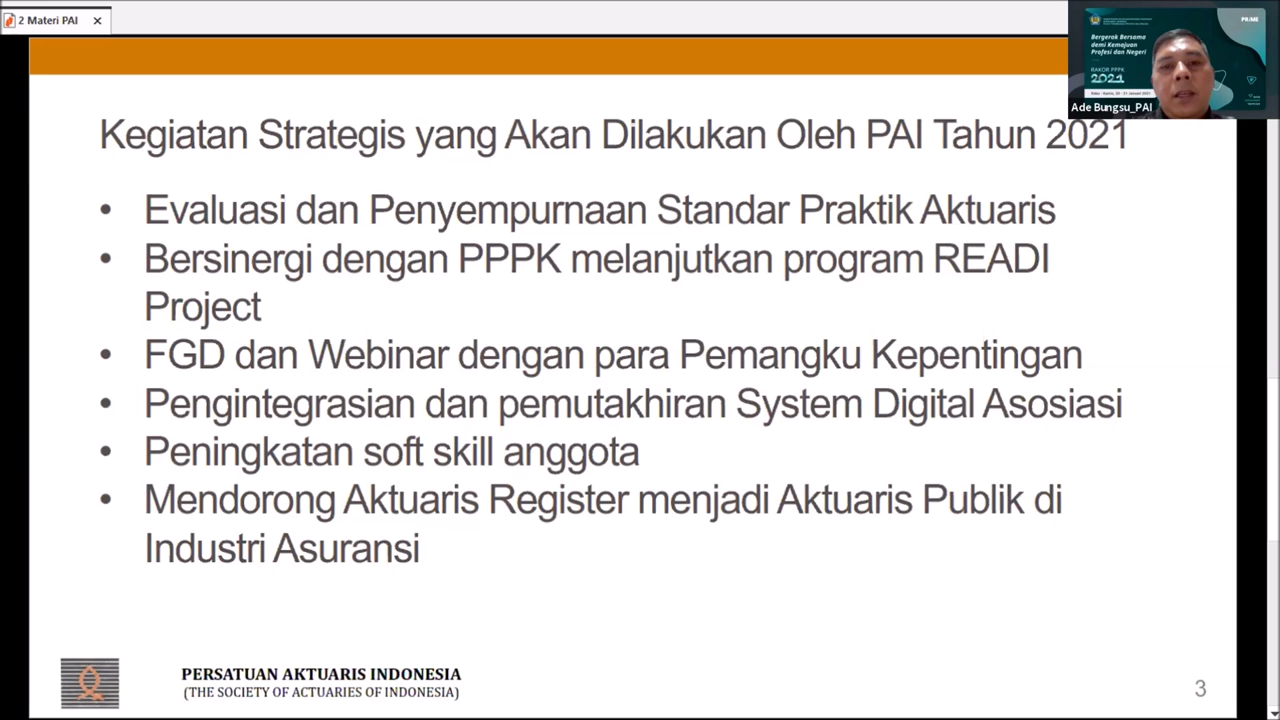 2 Materi PAI
PRIME
Bergerak Bersama
demi Kemajuan
Profesi dan Negeri
RAKOR PPPK
2021
Ade Bungsu_PAI
Kegiatan Strategis yang Akan Dilakukan Oleh PAI Tahun 2021
• Evaluasi dan Penyempurnaan Standar Praktik Aktuaris
• Bersinergi dengan PPPK melanjutkan program READI
Project
• FGD dan Webinar dengan para Pemangku Kepentingan
• Pengintegrasian dan pemutakhiran System Digital Asosiasi
• Peningkatan soft skill anggota
• Mendorong Aktuaris Register menjadi Aktuaris Publik di
Industri Asuransi
PERSATUAN AKTUARIS INDONESIA
(THE SOCIETY OF ACTUARIES OF INDONESIA)
3